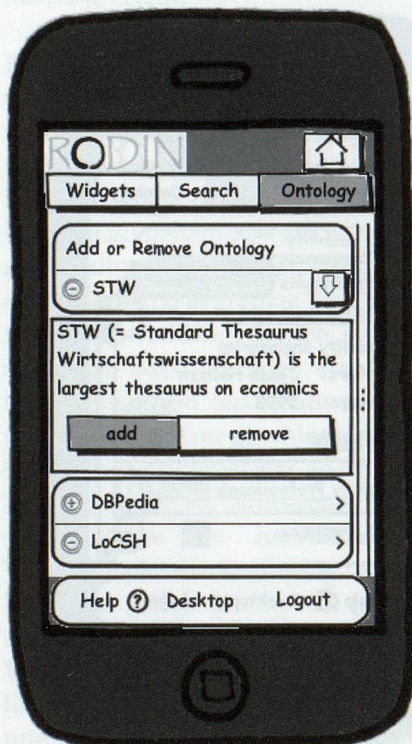 RODIN
Widgets Search Ontology
Add or Remove Ontology
STW
STW (= Standard Thesaurus
Wirtschaftswissenschaft) is the
largest thesaurus on economics
add remove
DBPedia
LoCSH
Help ? Desktop Logout